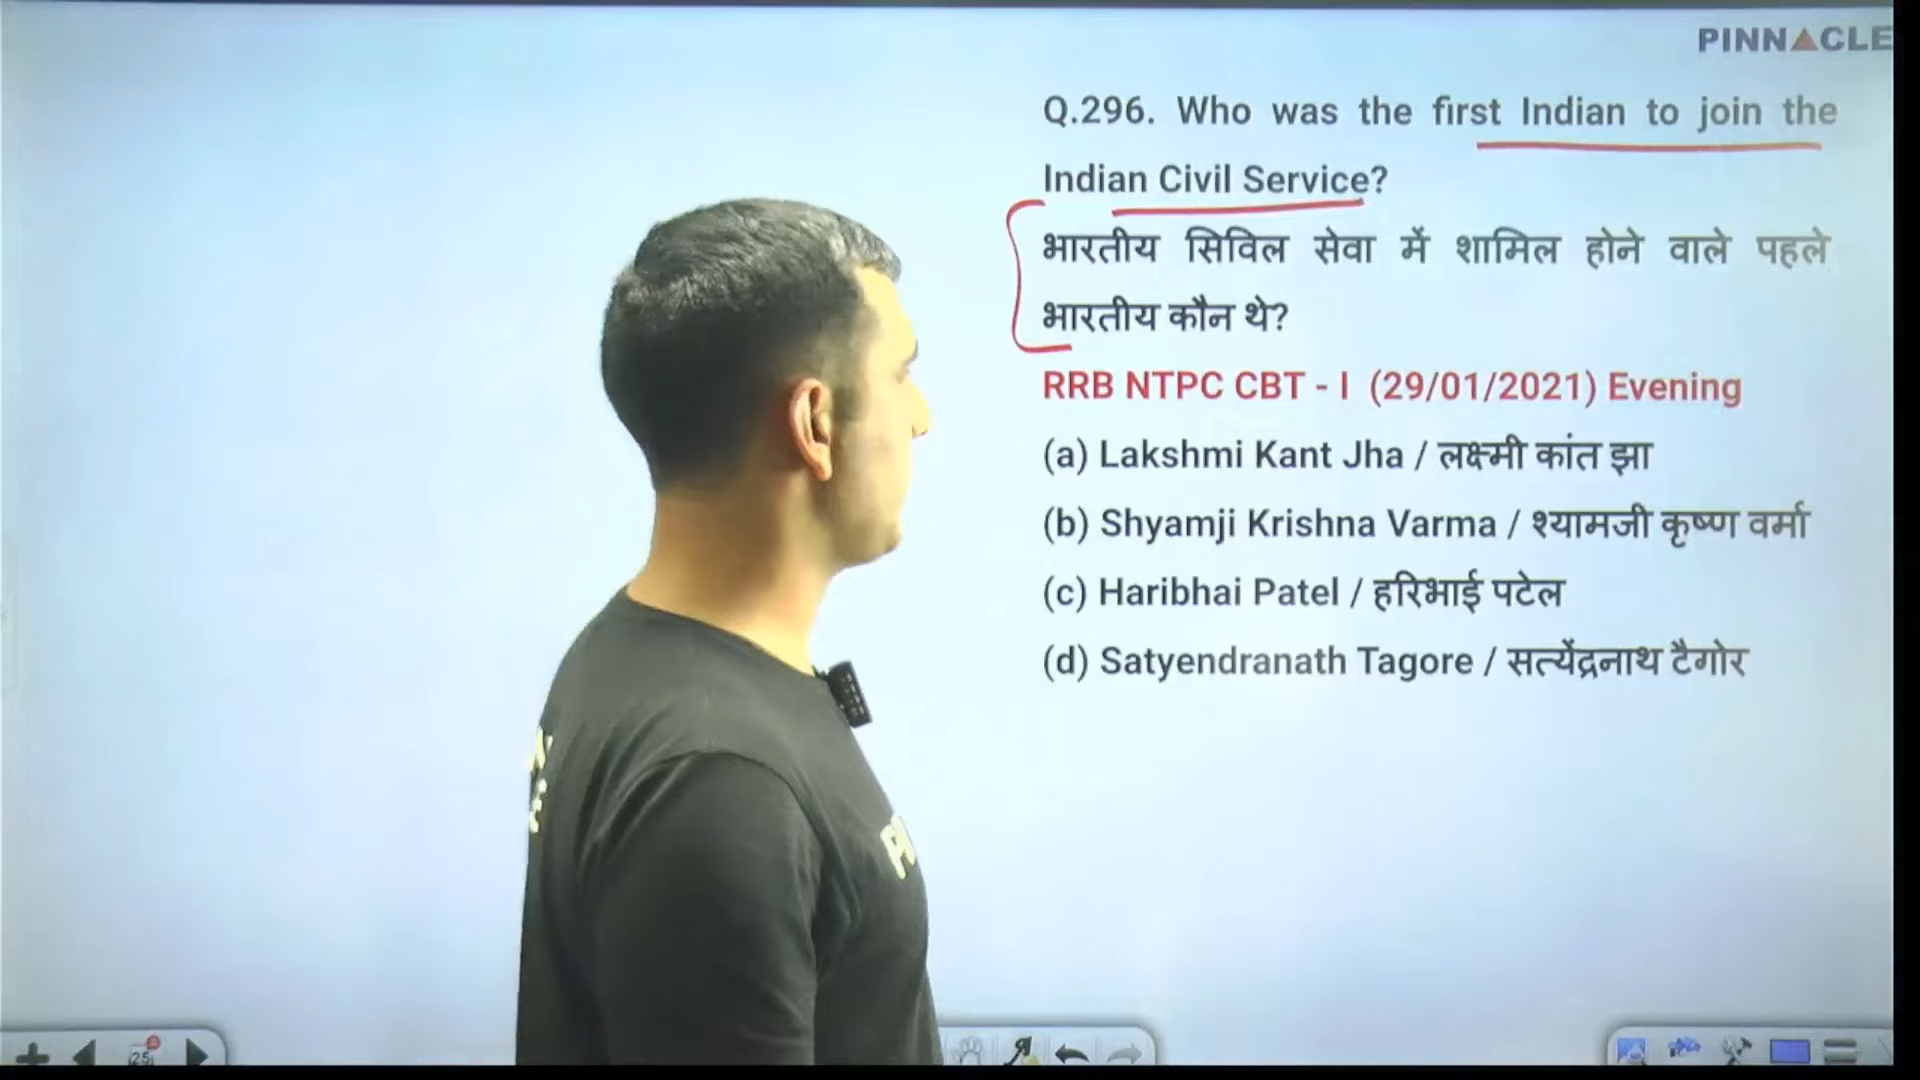 PINNACLE
Q.296. Who was the first Indian to join the
Indian Civil Service?
भारतीय सिविल सेवा में शामिल होने वाले पहले
भारतीय कौन थे?
RRB NTPC CBT - I (29/01/2021) Evening
(a) Lakshmi Kant Jha / लक्ष्मी कांत झा
(b) Shyamji Krishna Varma / श्यामजी कृष्ण वर्मा
(c) Haribhai Patel / हरिभाई पटेल
(d) Satyendranath Tagore / सत्येंद्रनाथ टैगोर